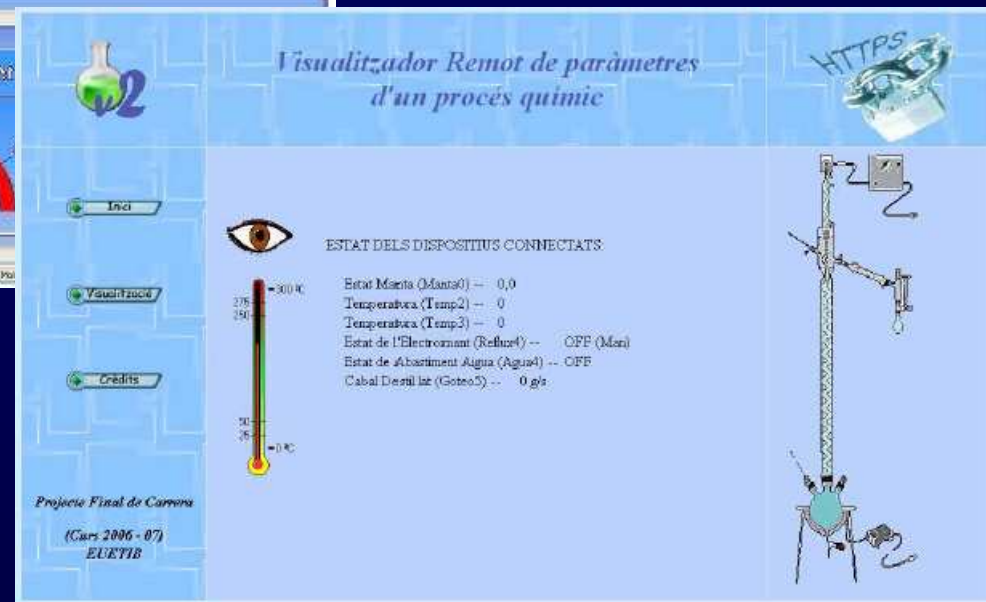 v2
Visualitzador Remot de paràmetres
d'un procés químic
HTTPS
Inici
Visualització
Crèdits
ESTAT DELS DISPOSITIUS CONNECTATS:
Estat Manta (Manta0) -- 0,0
Temperatura (Temp2) -- 0
Temperatura (Temp3) -- 0
Estat de l'Electroimant (Reflux4) -- OFF (Man)
Estat de Abastiment Aigua (Agua4) -- OFF
Cabal Destil·lat (Goteo5) -- 0 g/s
300 ºC
275
250
50
25
0 ºC
Projecte Final de Carrera
(Curs 2006 - 07)
EUETIB